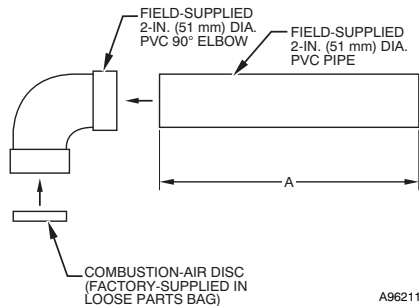 FIELD-SUPPLIED
2-IN. (51 mm) DIA.
PVC 90° ELBOW
FIELD-SUPPLIED
2-IN. (51 mm) DIA.
PVC PIPE
A
COMBUSTION-AIR DISC
(FACTORY-SUPPLIED IN
LOOSE PARTS BAG)
A96211